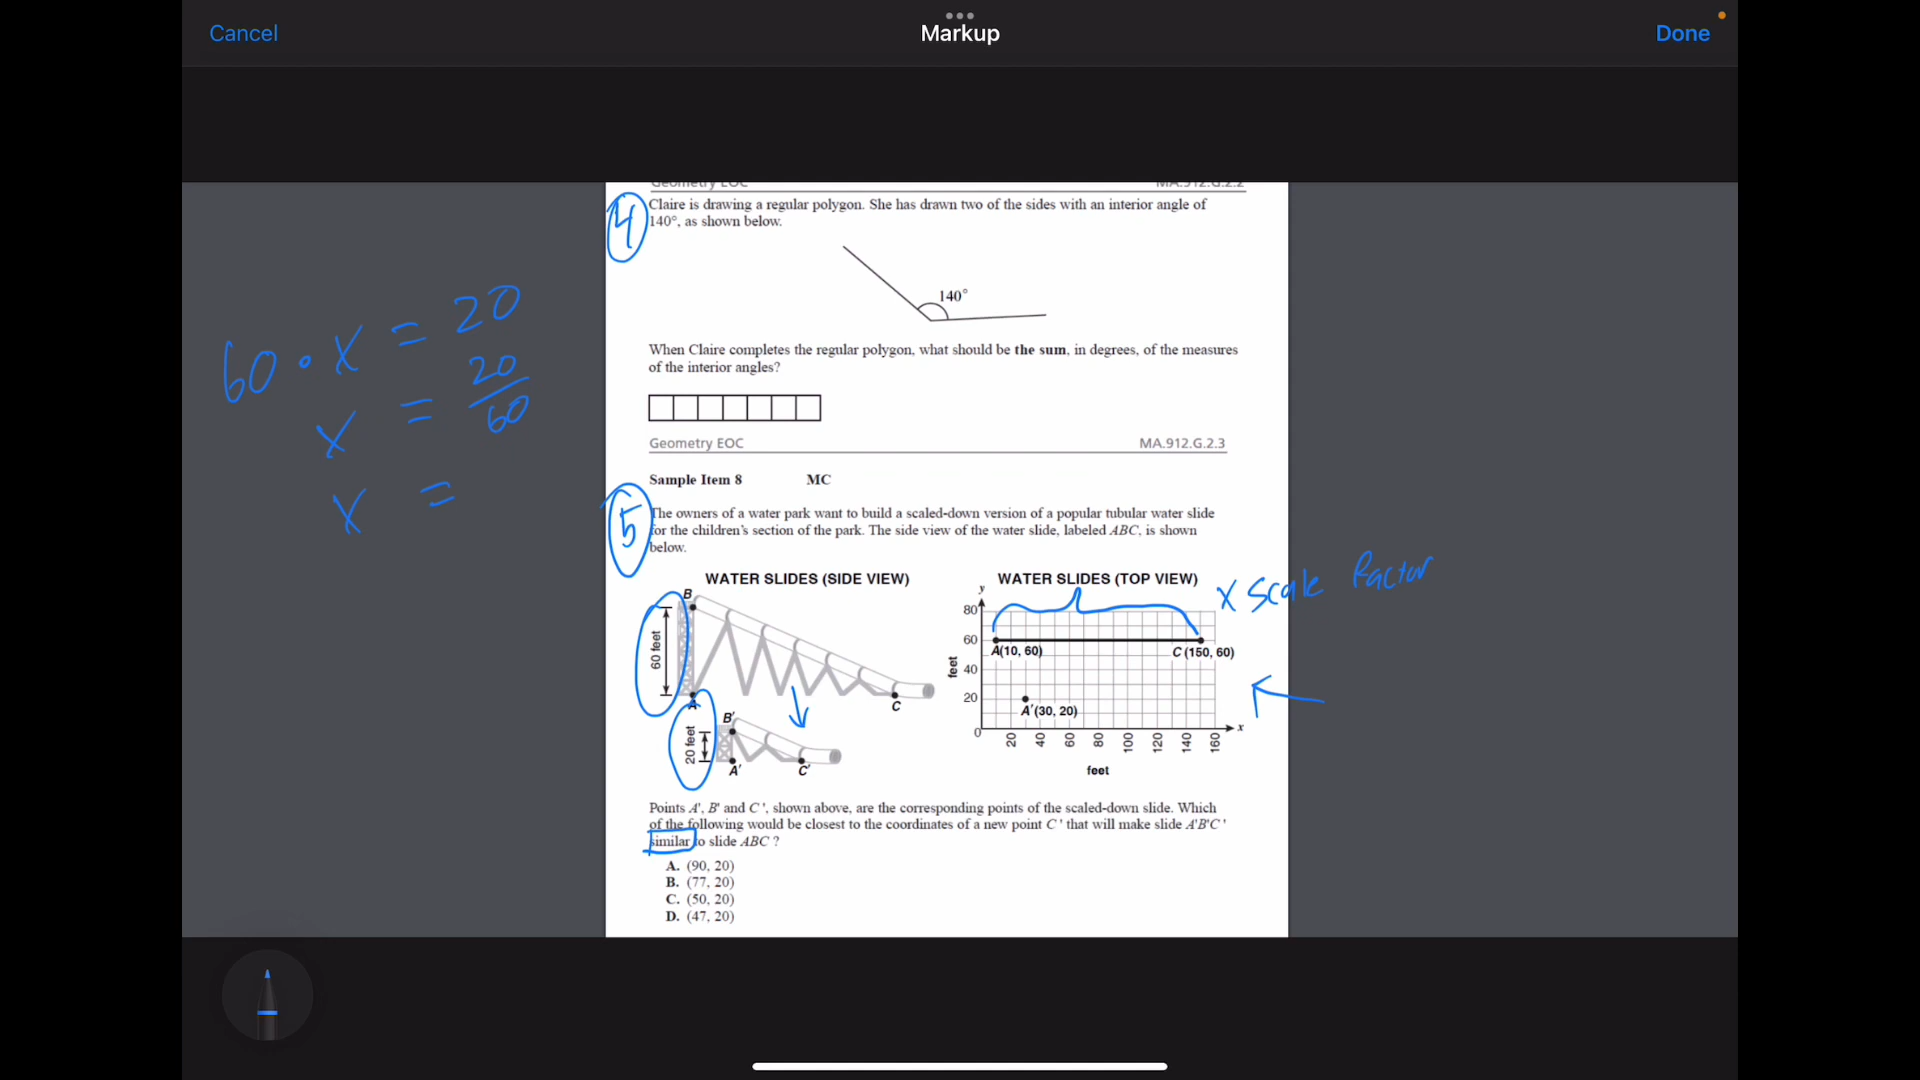 Cancel
Markup
Done
Geometry EOC MA.912.G.2.2
4
Claire is drawing a regular polygon. She has drawn two of the sides with an interior angle of
140°, as shown below.
140°
When Claire completes the regular polygon, what should be the sum, in degrees, of the measures
of the interior angles?
60 • x = 20
x = 20/60
x =
Geometry EOC MA.912.G.2.3
Sample Item 8 MC
5
The owners of a water park want to build a scaled-down version of a popular tubular water slide
for the children's section of the park. The side view of the water slide, labeled ABC, is shown
below.
WATER SLIDES (SIDE VIEW)
B
60 feet
A
C
B'
20 feet
A'
C'
WATER SLIDES (TOP VIEW)
x scale factor
y
80
60
40
20
0
feet
A(10, 60)
C (150, 60)
A'(30, 20)
x
20 40 60 80 100 120 140 160
feet
Points A', B' and C ', shown above, are the corresponding points of the scaled-down slide. Which
of the following would be closest to the coordinates of a new point C ' that will make slide A'B'C '
similar to slide ABC ?
A. (90, 20)
B. (77, 20)
C. (50, 20)
D. (47, 20)